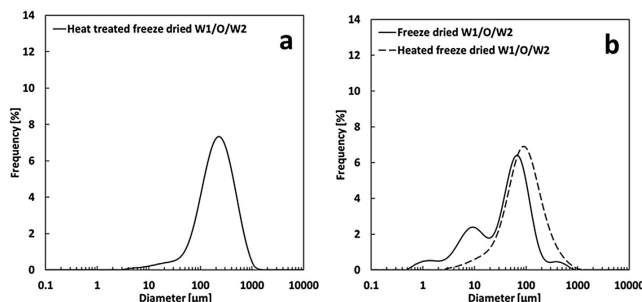 14
12
10
8
6
4
2
0
Frequency [%]
Heat treated freeze dried W1/O/W2
a
0.1 1 10 100 1000 10000
Diameter [µm]
14
12
10
8
6
4
2
0
Frequency [%]
Freeze dried W1/O/W2
Heated freeze dried W1/O/W2
b
0.1 1 10 100 1000 10000
Diameter [µm]